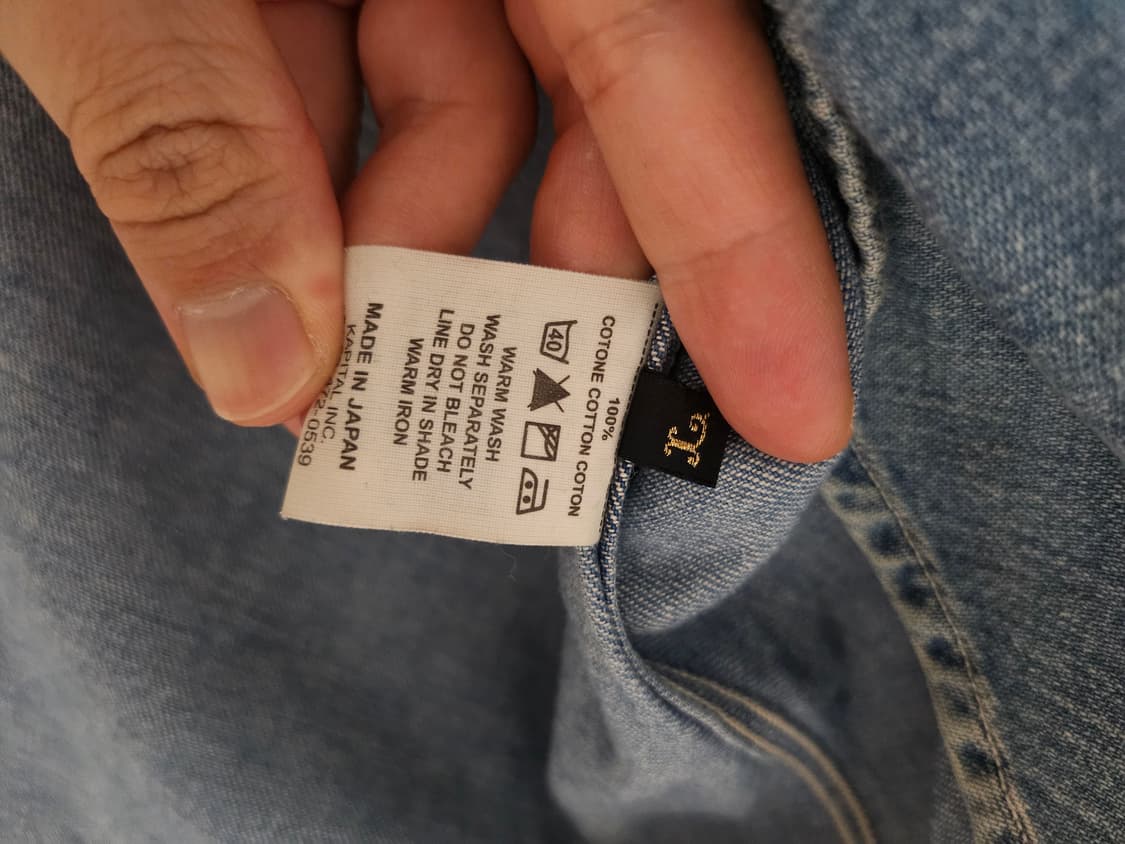 100%
COTONE COTTON COTON
40
WARM WASH
WASH SEPARATELY
DO NOT BLEACH
LINE DRY IN SHADE
WARM IRON
MADE IN JAPAN
KAPITAL INC.